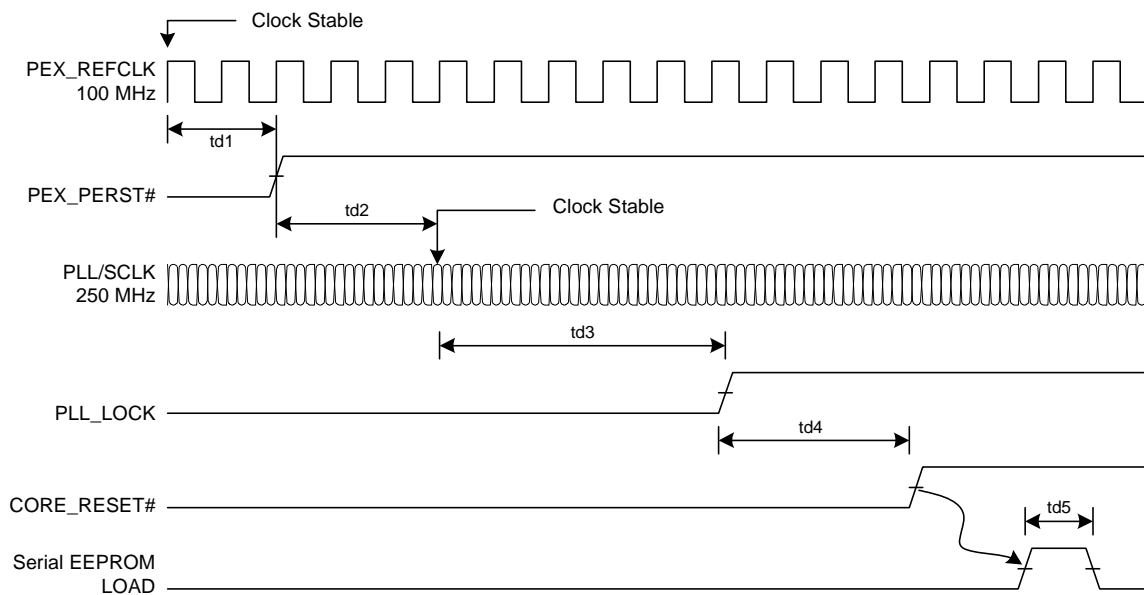 Clock Stable
PEX_REFCLK
100 MHz
td1
PEX_PERST#
td2
Clock Stable
PLL/SCLK
250 MHz
td3
PLL_LOCK
td4
CORE_RESET#
td5
Serial EEPROM
LOAD